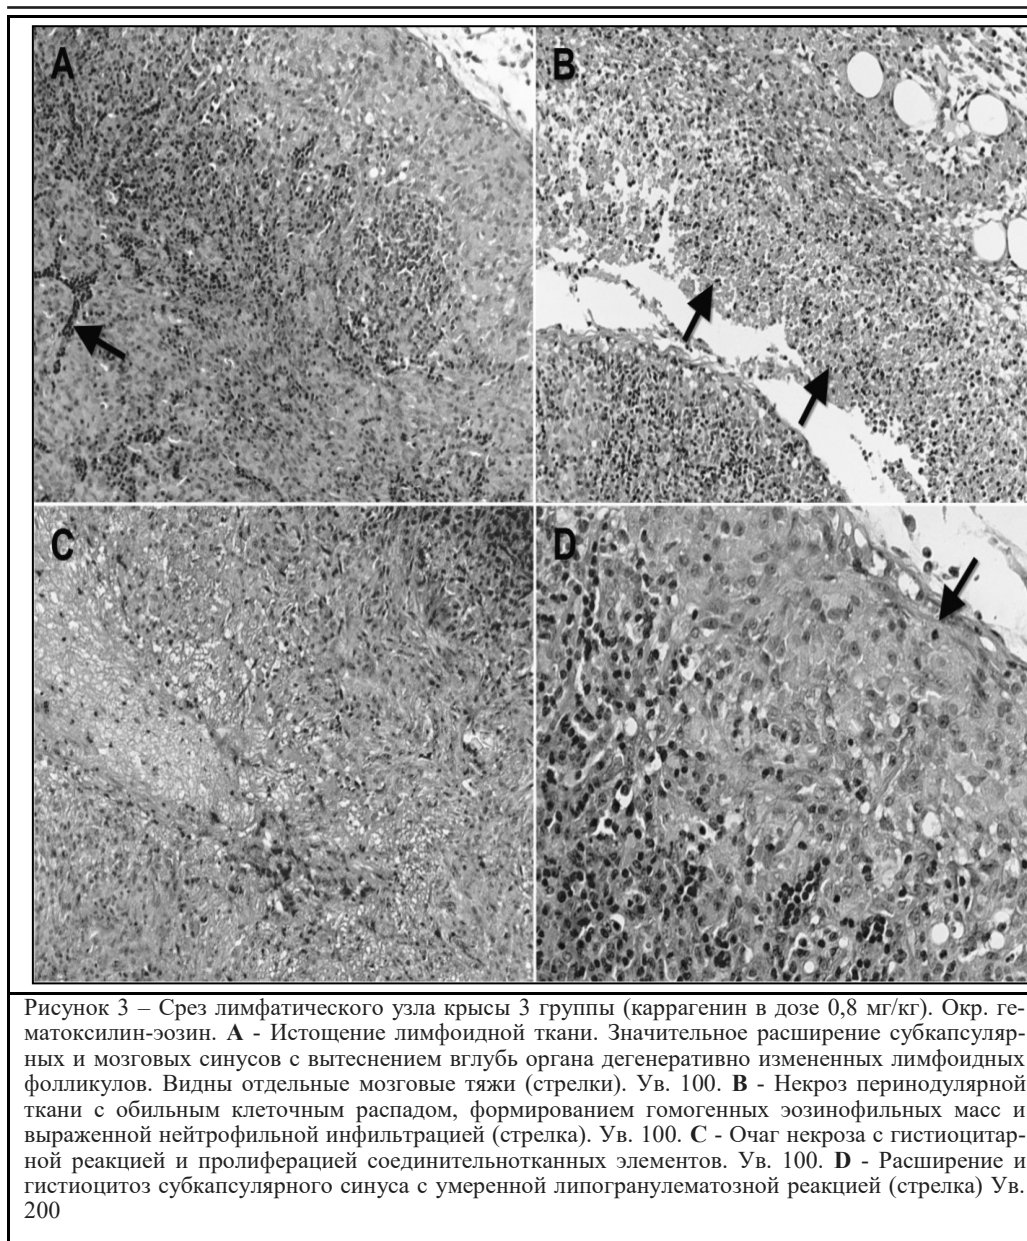 A
B
C
D
Рисунок 3 – Срез лимфатического узла крысы 3 группы (каррагенин в дозе 0,8 мг/кг). Окр. ге-
матоксилин-эозин. A - Истощение лимфоидной ткани. Значительное расширение субкапсуляр-
ных и мозговых синусов с вытеснением вглубь органа дегенеративно измененных лимфоидных
фолликулов. Видны отдельные мозговые тяжи (стрелки). Ув. 100. B - Некроз перинодулярной
ткани с обильным клеточным распадом, формированием гомогенных эозинофильных масс и
выраженной нейтрофильной инфильтрацией (стрелка). Ув. 100. C - Очаг некроза с гистиоцитар-
ной реакцией и пролиферацией соединительнотканных элементов. Ув. 100. D - Расширение и
гистиоцитоз субкапсулярного синуса с умеренной липогранулематозной реакцией (стрелка) Ув.
200